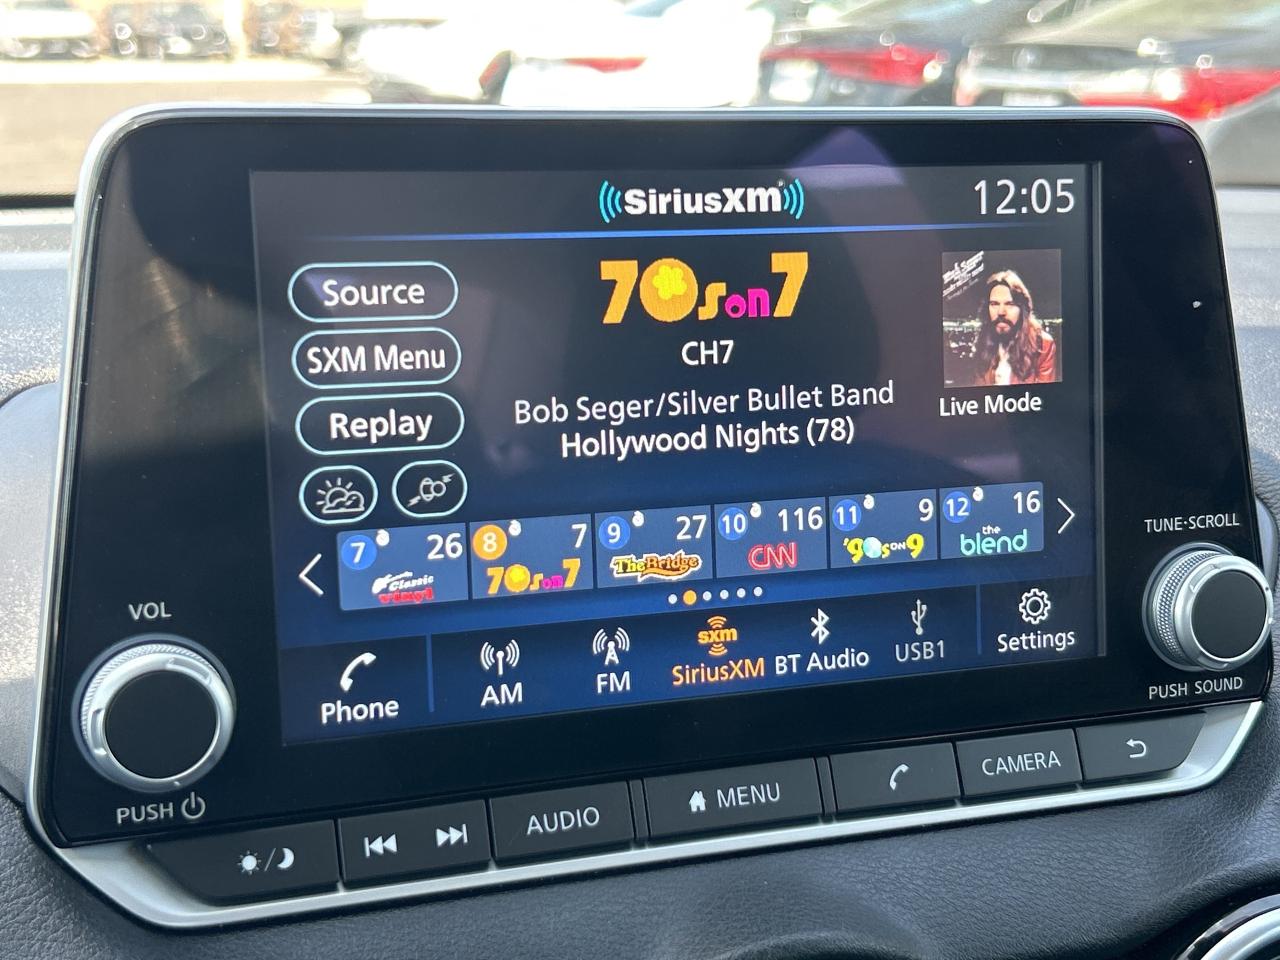 SiriusXM
12:05
Source
SXM Menu
Replay
70s on 7
CH7
Bob Seger/Silver Bullet Band
Hollywood Nights (78)
Live Mode
7 26
Classic
vinyl
8 7
70s on 7
9 27
The Bridge
10 116
CNN
11 9
'90s ON 9
12 16
the
blend
Phone
AM
FM
sxm
SiriusXM
BT Audio
USB1
Settings
VOL
PUSH
TUNE·SCROLL
PUSH SOUND
AUDIO
MENU
CAMERA